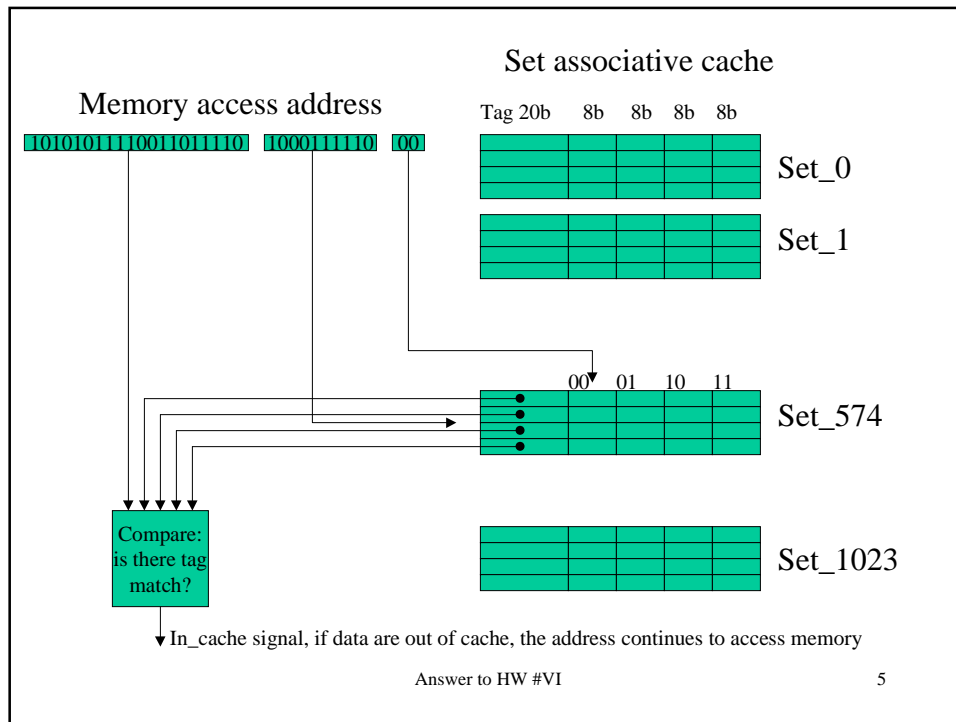 Set associative cache
Memory access address
Tag 20b 8b 8b 8b 8b
10101011110011011110 1000111110 00
Set_0
Set_1
00 01 10 11
Set_574
Compare:
is there tag
match?
Set_1023
In_cache signal, if data are out of cache, the address continues to access memory
Answer to HW #VI 5